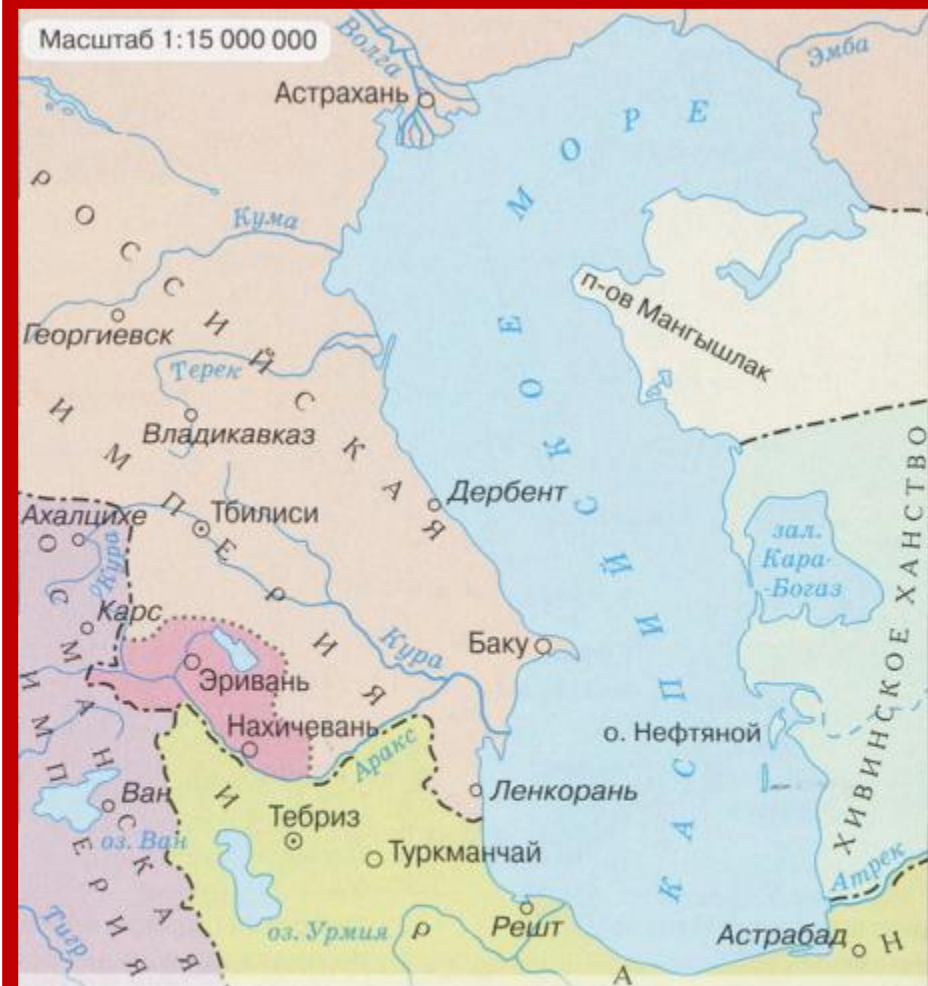 Масштаб 1:15 000 000
Волга
Эмба
Астрахань
КАСПИЙСКОЕ МОРЕ
РОССИЙСКАЯ ИМПЕРИЯ
Кума
п-ов Мангышлак
Георгиевск
Терек
Владикавказ
Дербент
Ахалцихе
Тбилиси
Кура
зал.
Кара-
-Богаз
ХИВИНСКОЕ ХАНСТВО
Карс
Кура
Баку
Эривань
Нахичевань
Аракс
о. Нефтяной
ОСМАНСКАЯ ИМПЕРИЯ
Ван
оз. Ван
Ленкорань
Тебриз
Туркманчай
Атрек
Тигр
оз. Урмия
Решт
Астрабад
ИРАН